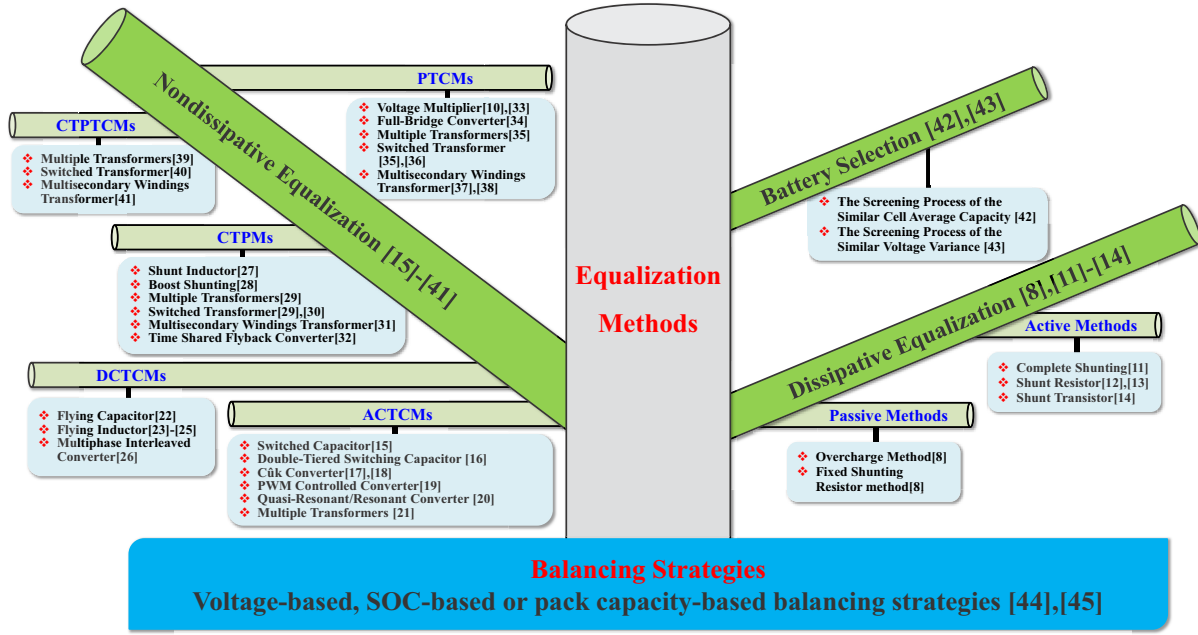 Equalization
Methods
Nondissipative Equalization [15]-[41]
PTCMs
Voltage Multiplier[10],[33]
Full-Bridge Converter[34]
Multiple Transformers[35]
Switched Transformer
[35],[36]
Multisecondary Windings
Transformer[37],[38]
CTPTCMs
Multiple Transformers[39]
Switched Transformer[40]
Multisecondary Windings
Transformer[41]
CTPMs
Shunt Inductor[27]
Boost Shunting[28]
Multiple Transformers[29]
Switched Transformer[29],[30]
Multisecondary Windings Transformer[31]
Time Shared Flyback Converter[32]
DCTCMs
Flying Capacitor[22]
Flying Inductor[23]-[25]
Multiphase Interleaved
Converter[26]
ACTCMs
Switched Capacitor[15]
Double-Tiered Switching Capacitor [16]
Cûk Converter[17],[18]
PWM Controlled Converter[19]
Quasi-Resonant/Resonant Converter [20]
Multiple Transformers [21]
Battery Selection [42],[43]
The Screening Process of the
Similar Cell Average Capacity [42]
The Screening Process of the
Similar Voltage Variance [43]
Dissipative Equalization [8],[11]-[14]
Active Methods
Complete Shunting[11]
Shunt Resistor[12],[13]
Shunt Transistor[14]
Passive Methods
Overcharge Method[8]
Fixed Shunting
Resistor method[8]
Balancing Strategies
Voltage-based, SOC-based or pack capacity-based balancing strategies [44],[45]